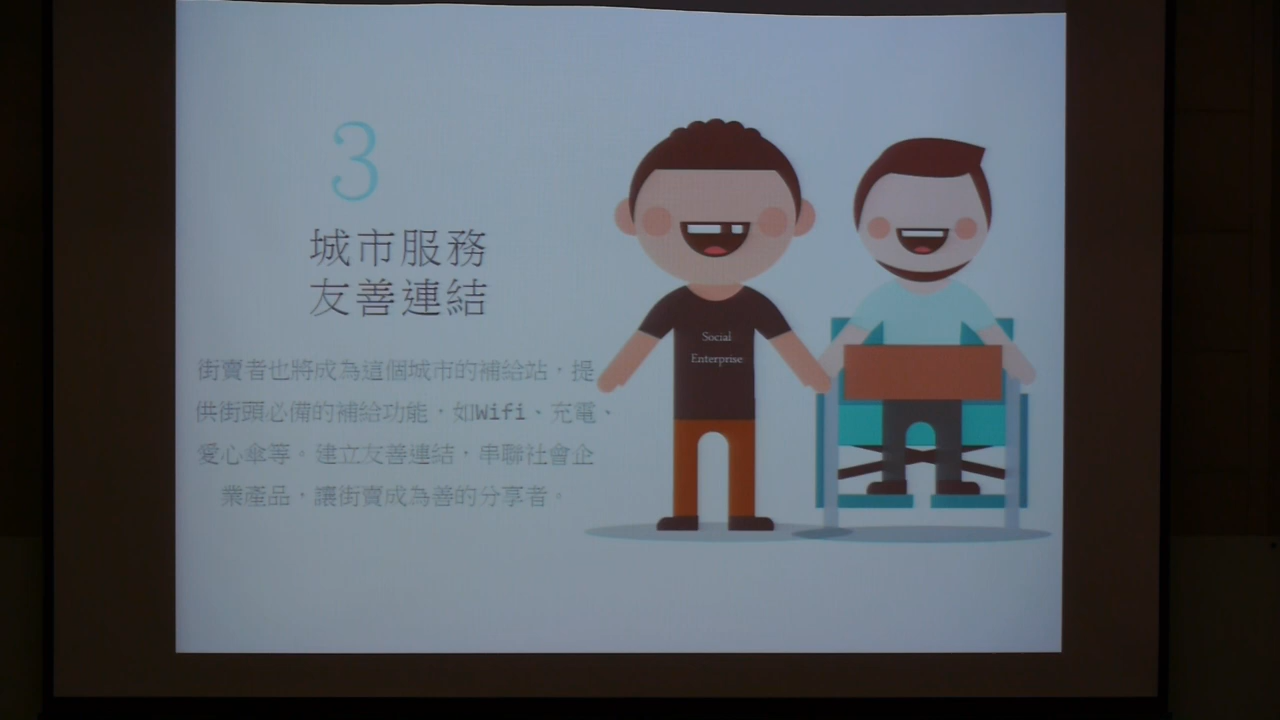 3
城市服務
友善連結
街賣者也將成為這個城市的補給站，提
供街頭必備的補給功能，如Wifi、充電、
愛心傘等。建立友善連結，串聯社會企
業產品，讓街賣成為善的分享者。
Social
Enterprise